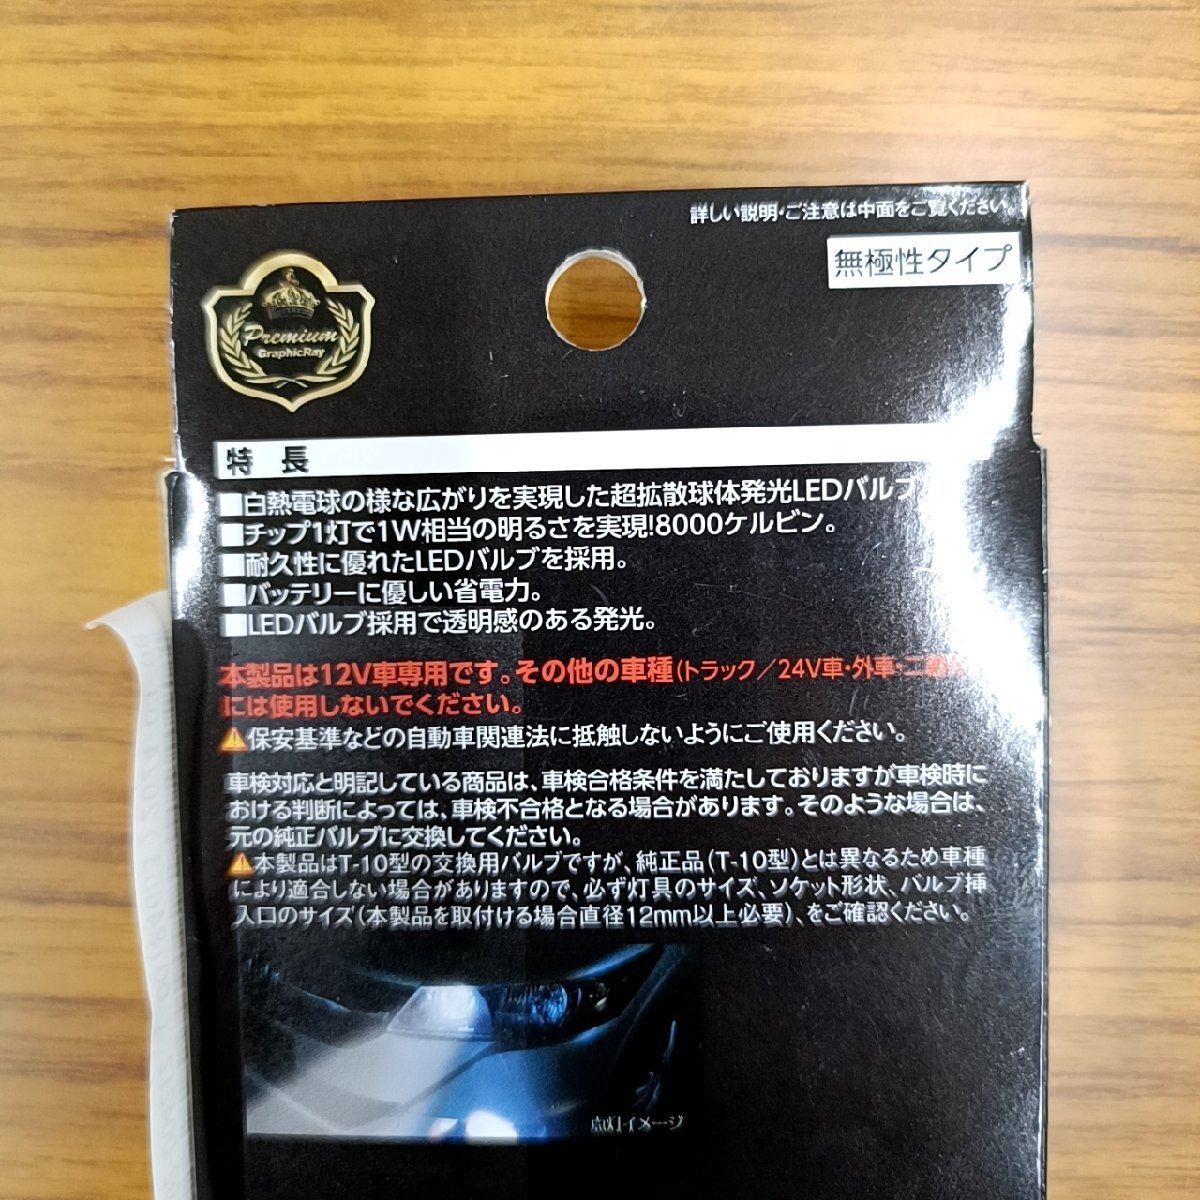 詳しい説明・ご注意は中面をご覧ください。
無極性タイプ
Premium
GraphicRay
特 長
■白熱電球の様な広がりを実現した超拡散球体発光LEDバルブ
■チップ1灯で1W相当の明るさを実現!8000ケルビン。
■耐久性に優れたLEDバルブを採用。
■バッテリーに優しい省電力。
■LEDバルブ採用で透明感のある発光。
本製品は12V車専用です。その他の車種(トラック/24V車・外車・二輪
には使用しないでください。
⚠保安基準などの自動車関連法に抵触しないようにご使用ください。
車検対応と明記している商品は、車検合格条件を満たしておりますが車検時に
おける判断によっては、車検不合格となる場合があります。そのような場合は、
元の純正バルブに交換してください。
⚠本製品はT-10型の交換用バルブですが、純正品(T-10型)とは異なるため車種
により適合しない場合がありますので、必ず灯具のサイズ、ソケット形状、バルブ挿
入口のサイズ(本製品を取付ける場合直径12mm以上必要)、をご確認ください。
点灯イメージ